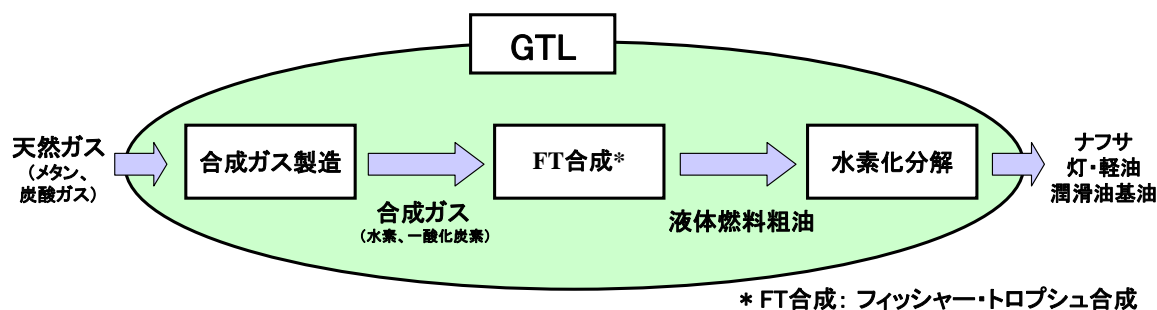 GTL
天然ガス
（メタン、
炭酸ガス）
合成ガス製造
合成ガス
（水素、一酸化炭素）
FT合成*
液体燃料粗油
水素化分解
ナフサ
灯・軽油
潤滑油基油
* FT合成： フィッシャー・トロプシュ合成